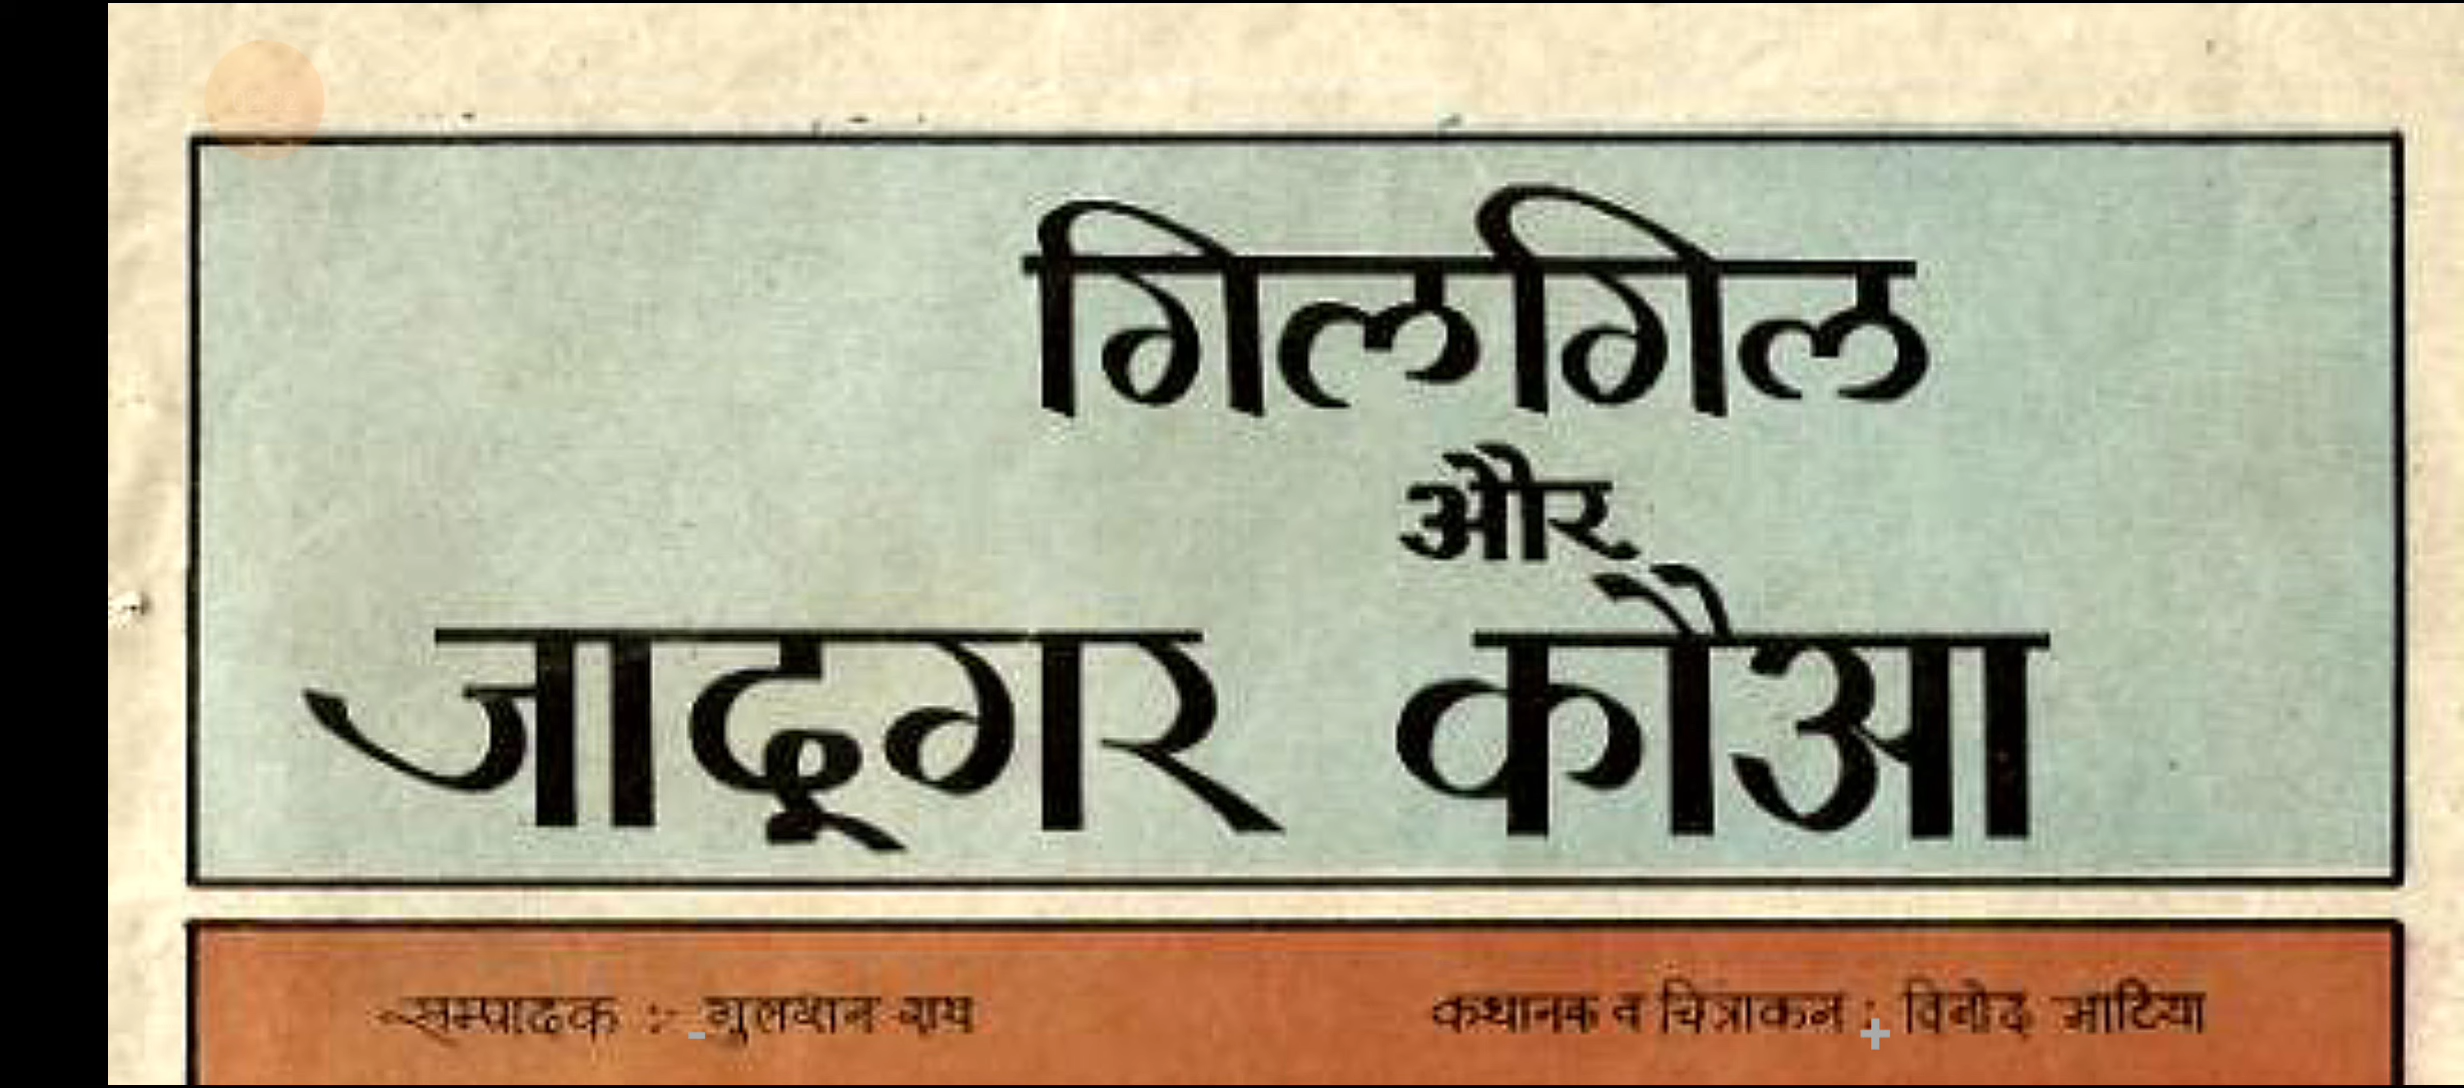 गिलगिल
और
जादूगर कौआ
सम्पादक :- गुलशन राय कथानक व चित्राकन : विनोद भाटिया